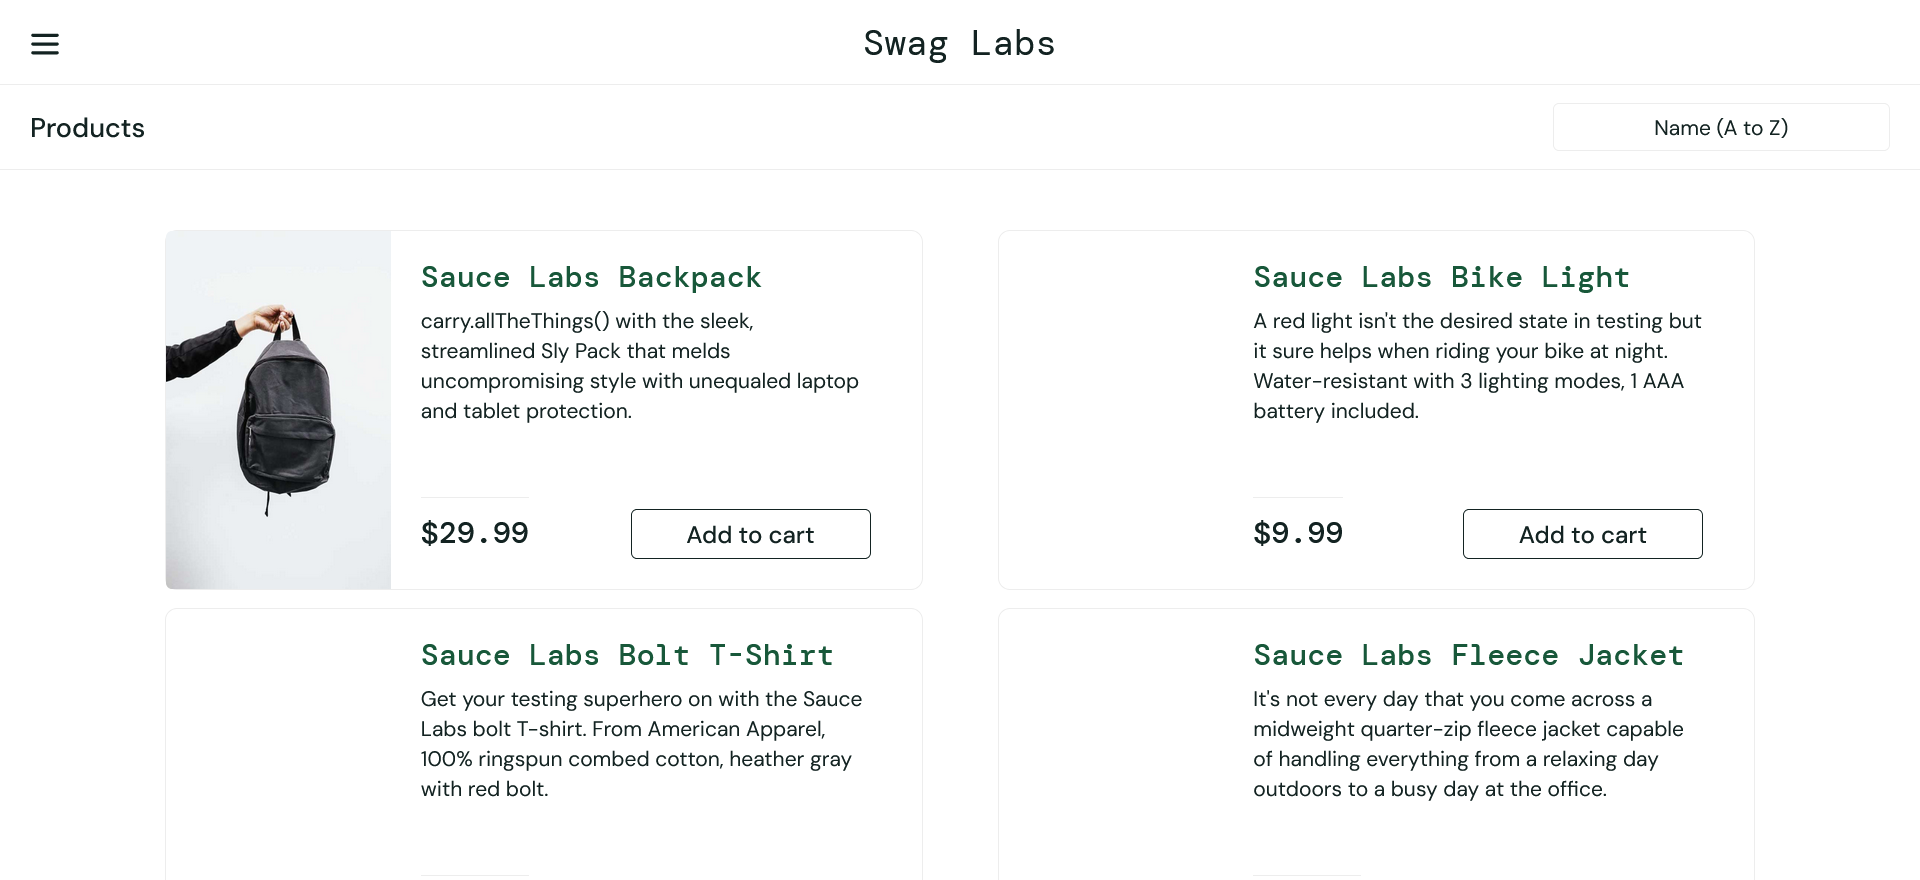 Swag Labs
Products
Name (A to Z)
Sauce Labs Backpack
carry.allTheThings() with the sleek,
streamlined Sly Pack that melds
uncompromising style with unequaled laptop
and tablet protection.
$29.99
Add to cart
Sauce Labs Bike Light
A red light isn't the desired state in testing but
it sure helps when riding your bike at night.
Water-resistant with 3 lighting modes, 1 AAA
battery included.
$9.99
Add to cart
Sauce Labs Bolt T-Shirt
Get your testing superhero on with the Sauce
Labs bolt T-shirt. From American Apparel,
100% ringspun combed cotton, heather gray
with red bolt.
Sauce Labs Fleece Jacket
It's not every day that you come across a
midweight quarter-zip fleece jacket capable
of handling everything from a relaxing day
outdoors to a busy day at the office.